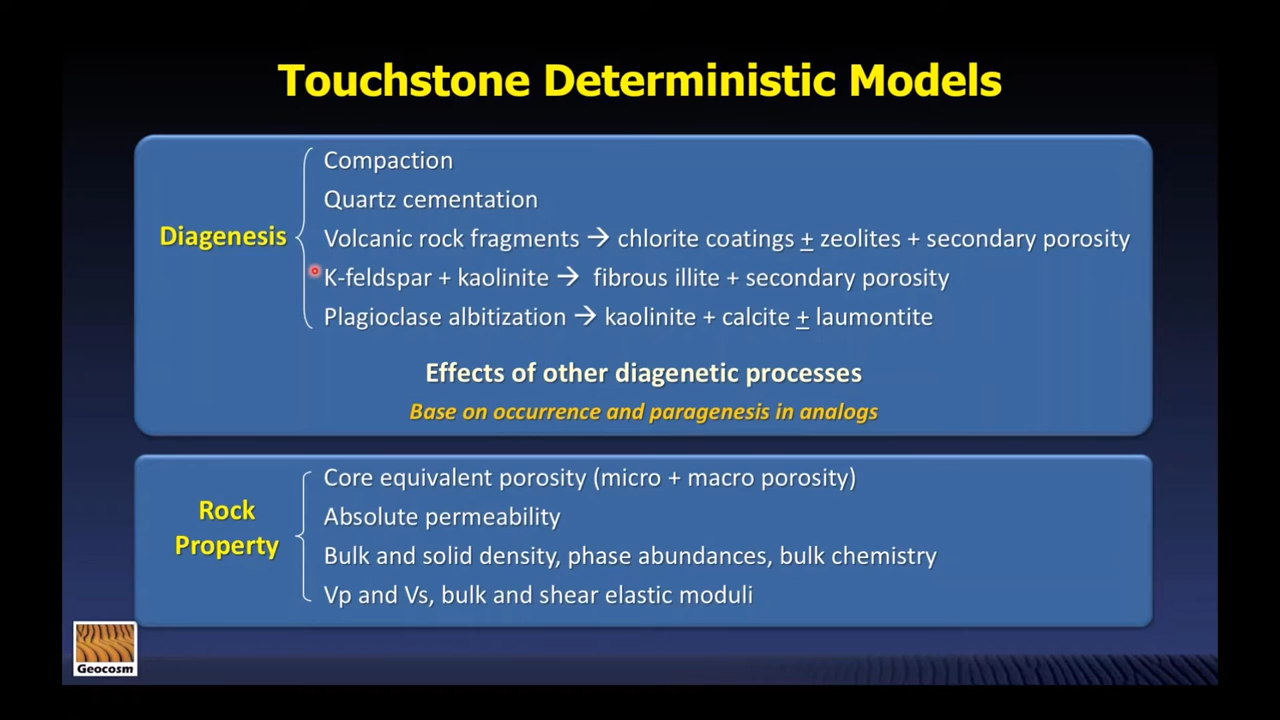 Touchstone Deterministic Models
Diagenesis
Compaction
Quartz cementation
Volcanic rock fragments → chlorite coatings ± zeolites + secondary porosity
K-feldspar + kaolinite → fibrous illite + secondary porosity
Plagioclase albitization → kaolinite + calcite ± laumontite
Effects of other diagenetic processes
Base on occurrence and paragenesis in analogs
Rock
Property
Core equivalent porosity (micro + macro porosity)
Absolute permeability
Bulk and solid density, phase abundances, bulk chemistry
Vp and Vs, bulk and shear elastic moduli
Geocosm